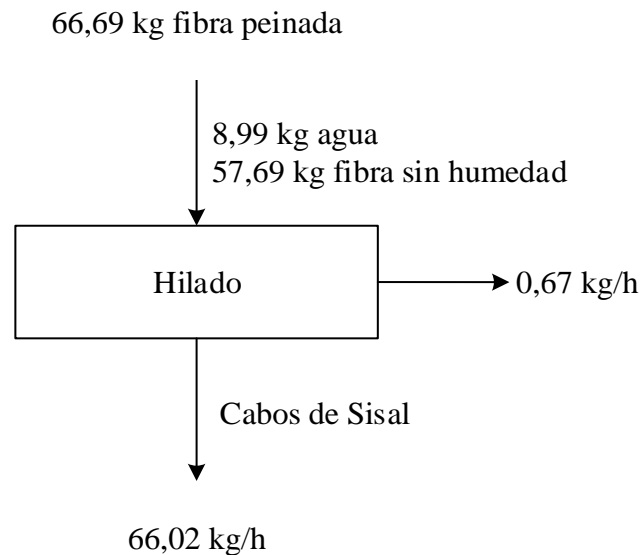 66,69 kg fibra peinada
8,99 kg agua
57,69 kg fibra sin humedad
Hilado
0,67 kg/h
Cabos de Sisal
66,02 kg/h